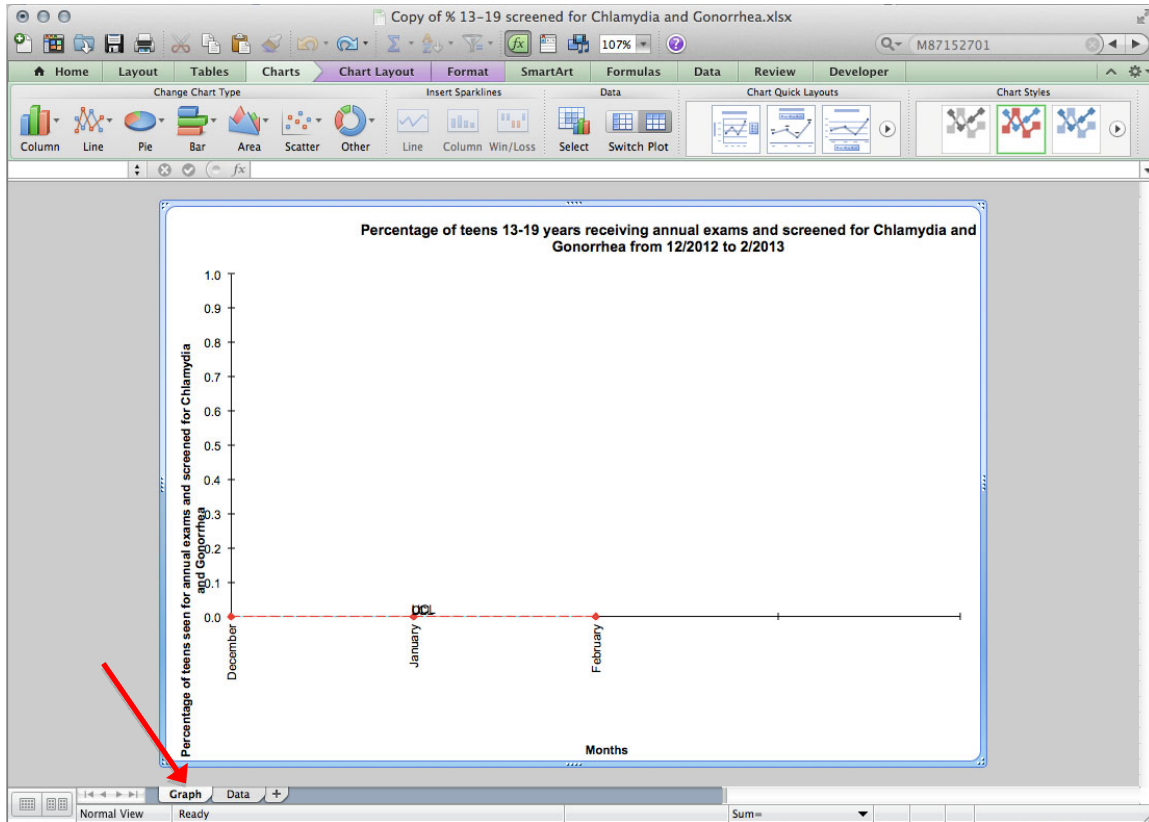 Copy of % 13-19 screened for Chlamydia and Gonorrhea.xlsx
107%
M87152701
Home Layout Tables Charts Chart Layout Format SmartArt Formulas Data Review Developer
Change Chart Type Insert Sparklines Data Chart Quick Layouts Chart Styles
Column Line Pie Bar Area Scatter Other Line Column Win/Loss Select Switch Plot
fx
Percentage of teens 13-19 years receiving annual exams and screened for Chlamydia and
Gonorrhea from 12/2012 to 2/2013
Percentage of teens seen for annual exams and screened for Chlamydia
and Gonorrhea
1.0
0.9
0.8
0.7
0.6
0.5
0.4
0.3
0.2
0.1
0.0
December
January
February
Months
Graph Data
Normal View Ready Sum=